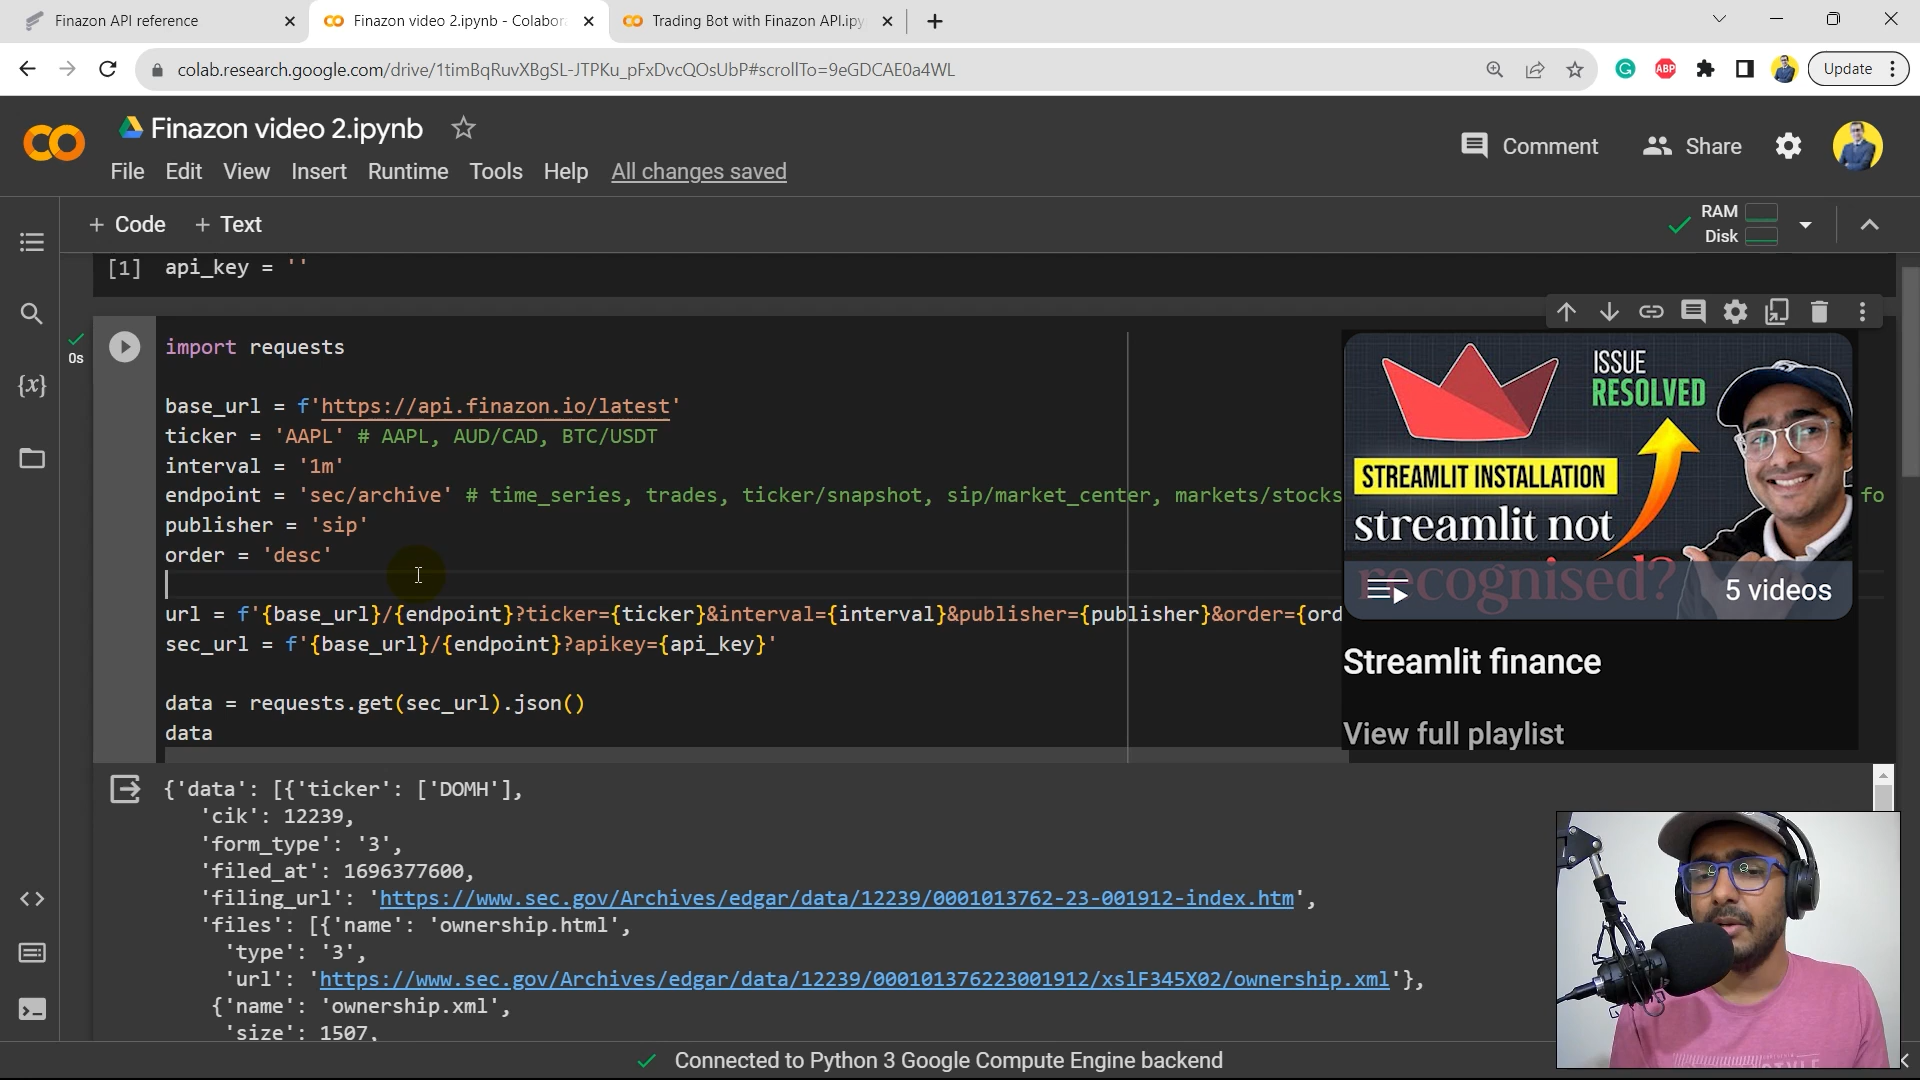 Finazon API reference
Finazon video 2.ipynb - Colabora
Trading Bot with Finazon API.ipy
colab.research.google.com/drive/1timBqRuvXBgSL-JTPKu_pFxDvcQOsUbP#scrollTo=9eGDCAE0a4WL
ABP
Update
Finazon video 2.ipynb
File Edit View Insert Runtime Tools Help All changes saved
Comment
Share
+ Code + Text
RAM
Disk
[1] api_key = ''
0s
import requests
base_url = f'https://api.finazon.io/latest'
ticker = 'AAPL' # AAPL, AUD/CAD, BTC/USDT
interval = '1m'
endpoint = 'sec/archive' # time_series, trades, ticker/snapshot, sip/market_center, markets/stocks
fo
publisher = 'sip'
order = 'desc'
url = f'{base_url}/{endpoint}?ticker={ticker}&interval={interval}&publisher={publisher}&order={ord
sec_url = f'{base_url}/{endpoint}?apikey={api_key}'
data = requests.get(sec_url).json()
data
ISSUE
RESOLVED
STREAMLIT INSTALLATION
streamlit not
recognised?
5 videos
Streamlit finance
View full playlist
{'data': [{'ticker': ['DOMH'],
'cik': 12239,
'form_type': '3',
'filed_at': 1696377600,
'filing_url': 'https://www.sec.gov/Archives/edgar/data/12239/0001013762-23-001912-index.htm',
'files': [{'name': 'ownership.html',
'type': '3',
'url': 'https://www.sec.gov/Archives/edgar/data/12239/000101376223001912/xslF345X02/ownership.xml'},
{'name': 'ownership.xml',
'size': 1507,
Connected to Python 3 Google Compute Engine backend